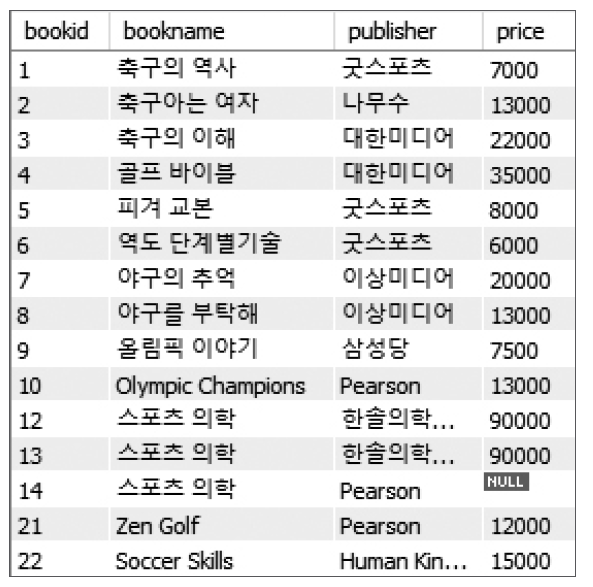 bookid bookname publisher price
1 축구의 역사 굿스포츠 7000
2 축구아는 여자 나무수 13000
3 축구의 이해 대한미디어 22000
4 골프 바이블 대한미디어 35000
5 피겨 교본 굿스포츠 8000
6 역도 단계별기술 굿스포츠 6000
7 야구의 추억 이상미디어 20000
8 야구를 부탁해 이상미디어 13000
9 올림픽 이야기 삼성당 7500
10 Olympic Champions Pearson 13000
12 스포츠 의학 한솔의학... 90000
13 스포츠 의학 한솔의학... 90000
14 스포츠 의학 Pearson NULL
21 Zen Golf Pearson 12000
22 Soccer Skills Human Kin... 15000